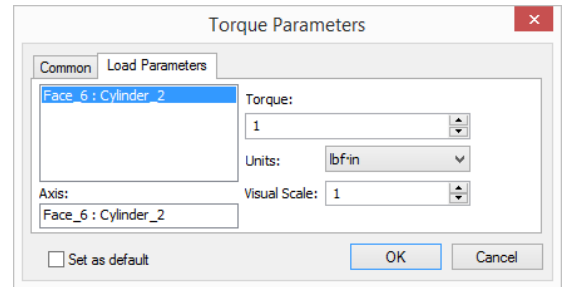 Torque Parameters
Common Load Parameters
Face_6 : Cylinder_2
Torque:
1
Units: lbf·in
Visual Scale: 1
Axis:
Face_6 : Cylinder_2
Set as default
OK Cancel